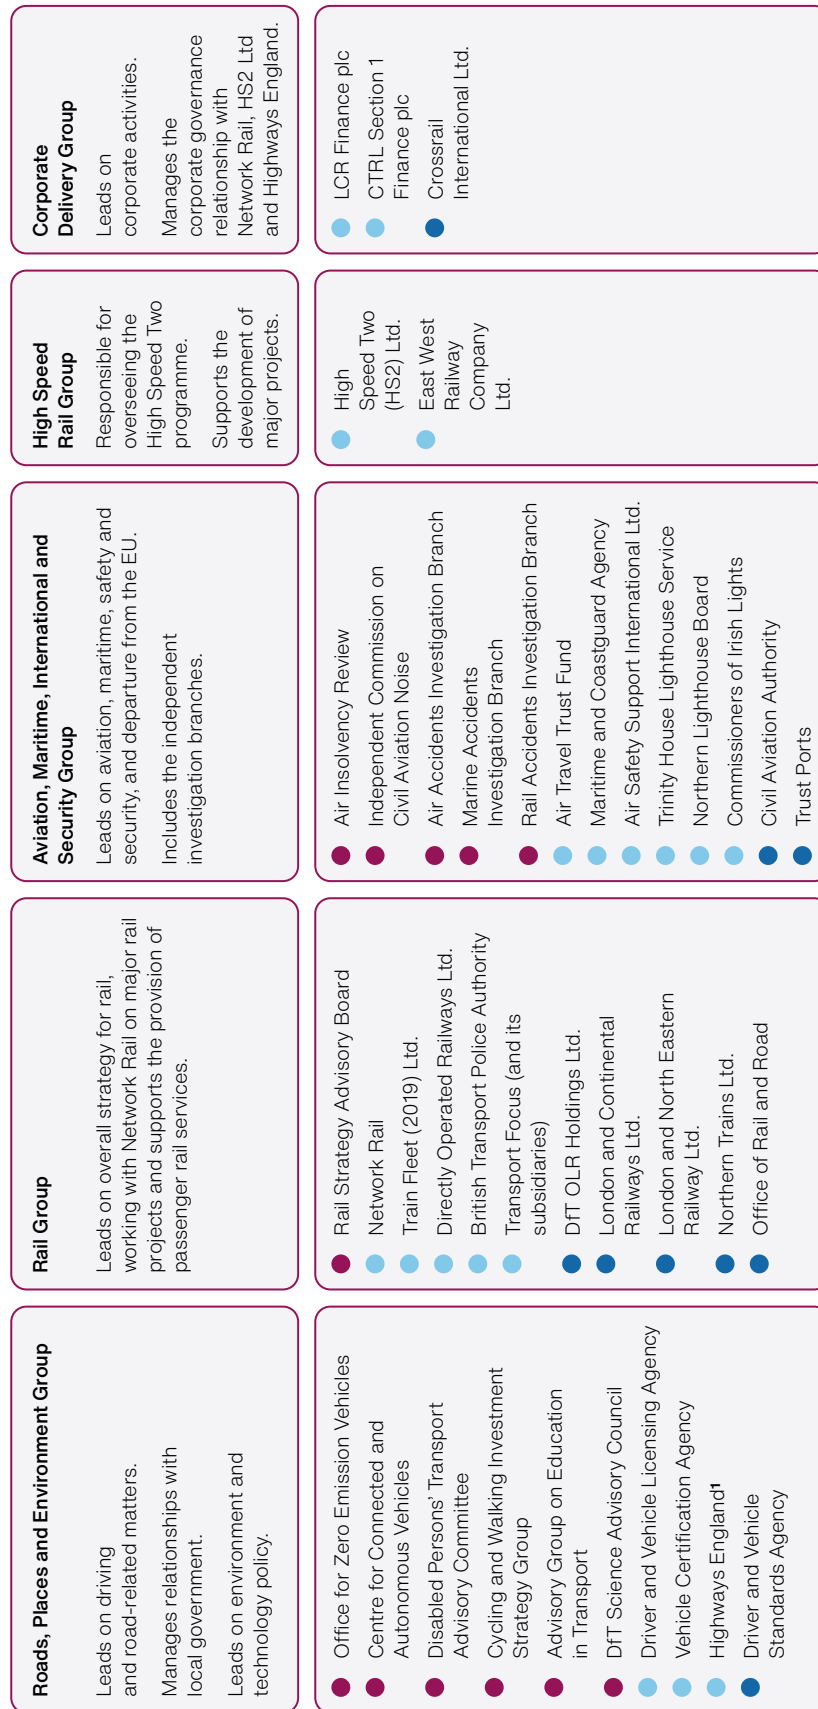 Roads, Places and Environment Group
Leads on driving
and road-related matters.
Manages relationships with
local government.
Leads on environment and
technology policy.
Office for Zero Emission Vehicles
Centre for Connected and
Autonomous Vehicles
Disabled Persons’ Transport
Advisory Committee
Cycling and Walking Investment
Strategy Group
Advisory Group on Education
in Transport
DfT Science Advisory Council
Driver and Vehicle Licensing Agency
Vehicle Certification Agency
Highways England¹
Driver and Vehicle
Standards Agency
Rail Group
Leads on overall strategy for rail,
working with Network Rail on major rail
projects and supports the provision of
passenger rail services.
Rail Strategy Advisory Board
Network Rail
Train Fleet (2019) Ltd.
Directly Operated Railways Ltd.
British Transport Police Authority
Transport Focus (and its
subsidiaries)
DfT OLR Holdings Ltd.
London and Continental
Railways Ltd.
London and North Eastern
Railway Ltd.
Northern Trains Ltd.
Office of Rail and Road
Aviation, Maritime, International and
Security Group
Leads on aviation, maritime, safety and
security, and departure from the EU.
Includes the independent
investigation branches.
Air Insolvency Review
Independent Commission on
Civil Aviation Noise
Air Accidents Investigation Branch
Marine Accidents
Investigation Branch
Rail Accidents Investigation Branch
Air Travel Trust Fund
Maritime and Coastguard Agency
Air Safety Support International Ltd.
Trinity House Lighthouse Service
Northern Lighthouse Board
Commissioners of Irish Lights
Civil Aviation Authority
Trust Ports
High Speed
Rail Group
Responsible for
overseeing the
High Speed Two
programme.
Supports the
development of
major projects.
High
Speed Two
(HS2) Ltd.
East West
Railway
Company
Ltd.
Corporate
Delivery Group
Leads on
corporate activities.
Manages the
corporate governance
relationship with
Network Rail, HS2 Ltd
and Highways England.
LCR Finance plc
CTRL Section 1
Finance plc
Crossrail
International Ltd.